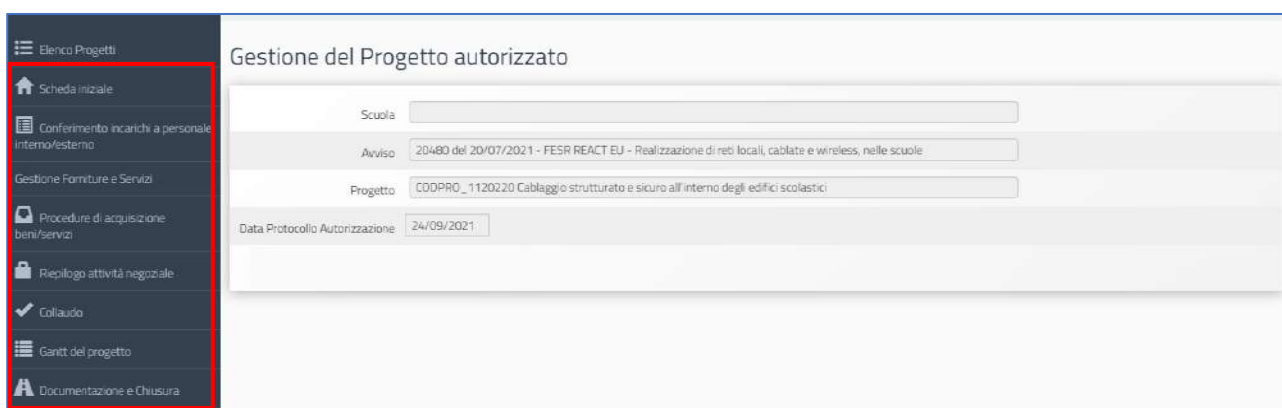 Elenco Progetti
Scheda iniziale
Conferimento incarichi a personale
interno/esterno
Gestione Forniture e Servizi
Procedure di acquisizione
beni/servizi
Riepilogo attività negoziale
Collaudo
Gantt del progetto
Documentazione e Chiusura
Gestione del Progetto autorizzato
Scuola
Avviso 20480 del 20/07/2021 - FESR REACT EU - Realizzazione di reti locali, cablate e wireless, nelle scuole
Progetto CODPRO_1120220 Cablaggio strutturato e sicuro all'interno degli edifici scolastici
Data Protocollo Autorizzazione 24/09/2021